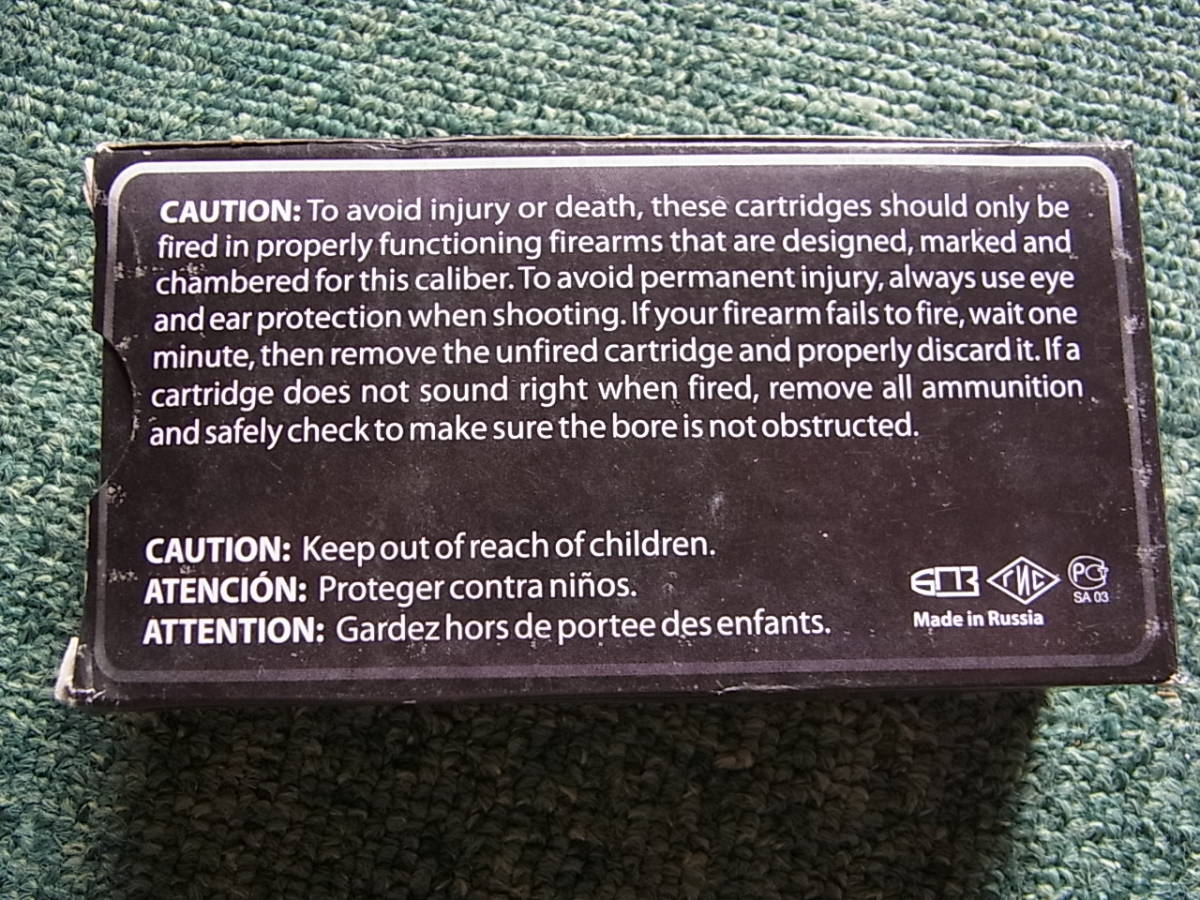 CAUTION: To avoid injury or death, these cartridges should only be
fired in properly functioning firearms that are designed, marked and
chambered for this caliber. To avoid permanent injury, always use eye
and ear protection when shooting. If your firearm fails to fire, wait one
minute, then remove the unfired cartridge and properly discard it. If a
cartridge does not sound right when fired, remove all ammunition
and safely check to make sure the bore is not obstructed.
CAUTION: Keep out of reach of children.
ATENCIÓN: Proteger contra niños.
ATTENTION: Gardez hors de portee des enfants.
БПЗ ГИС РСТ
SA 03
Made in Russia